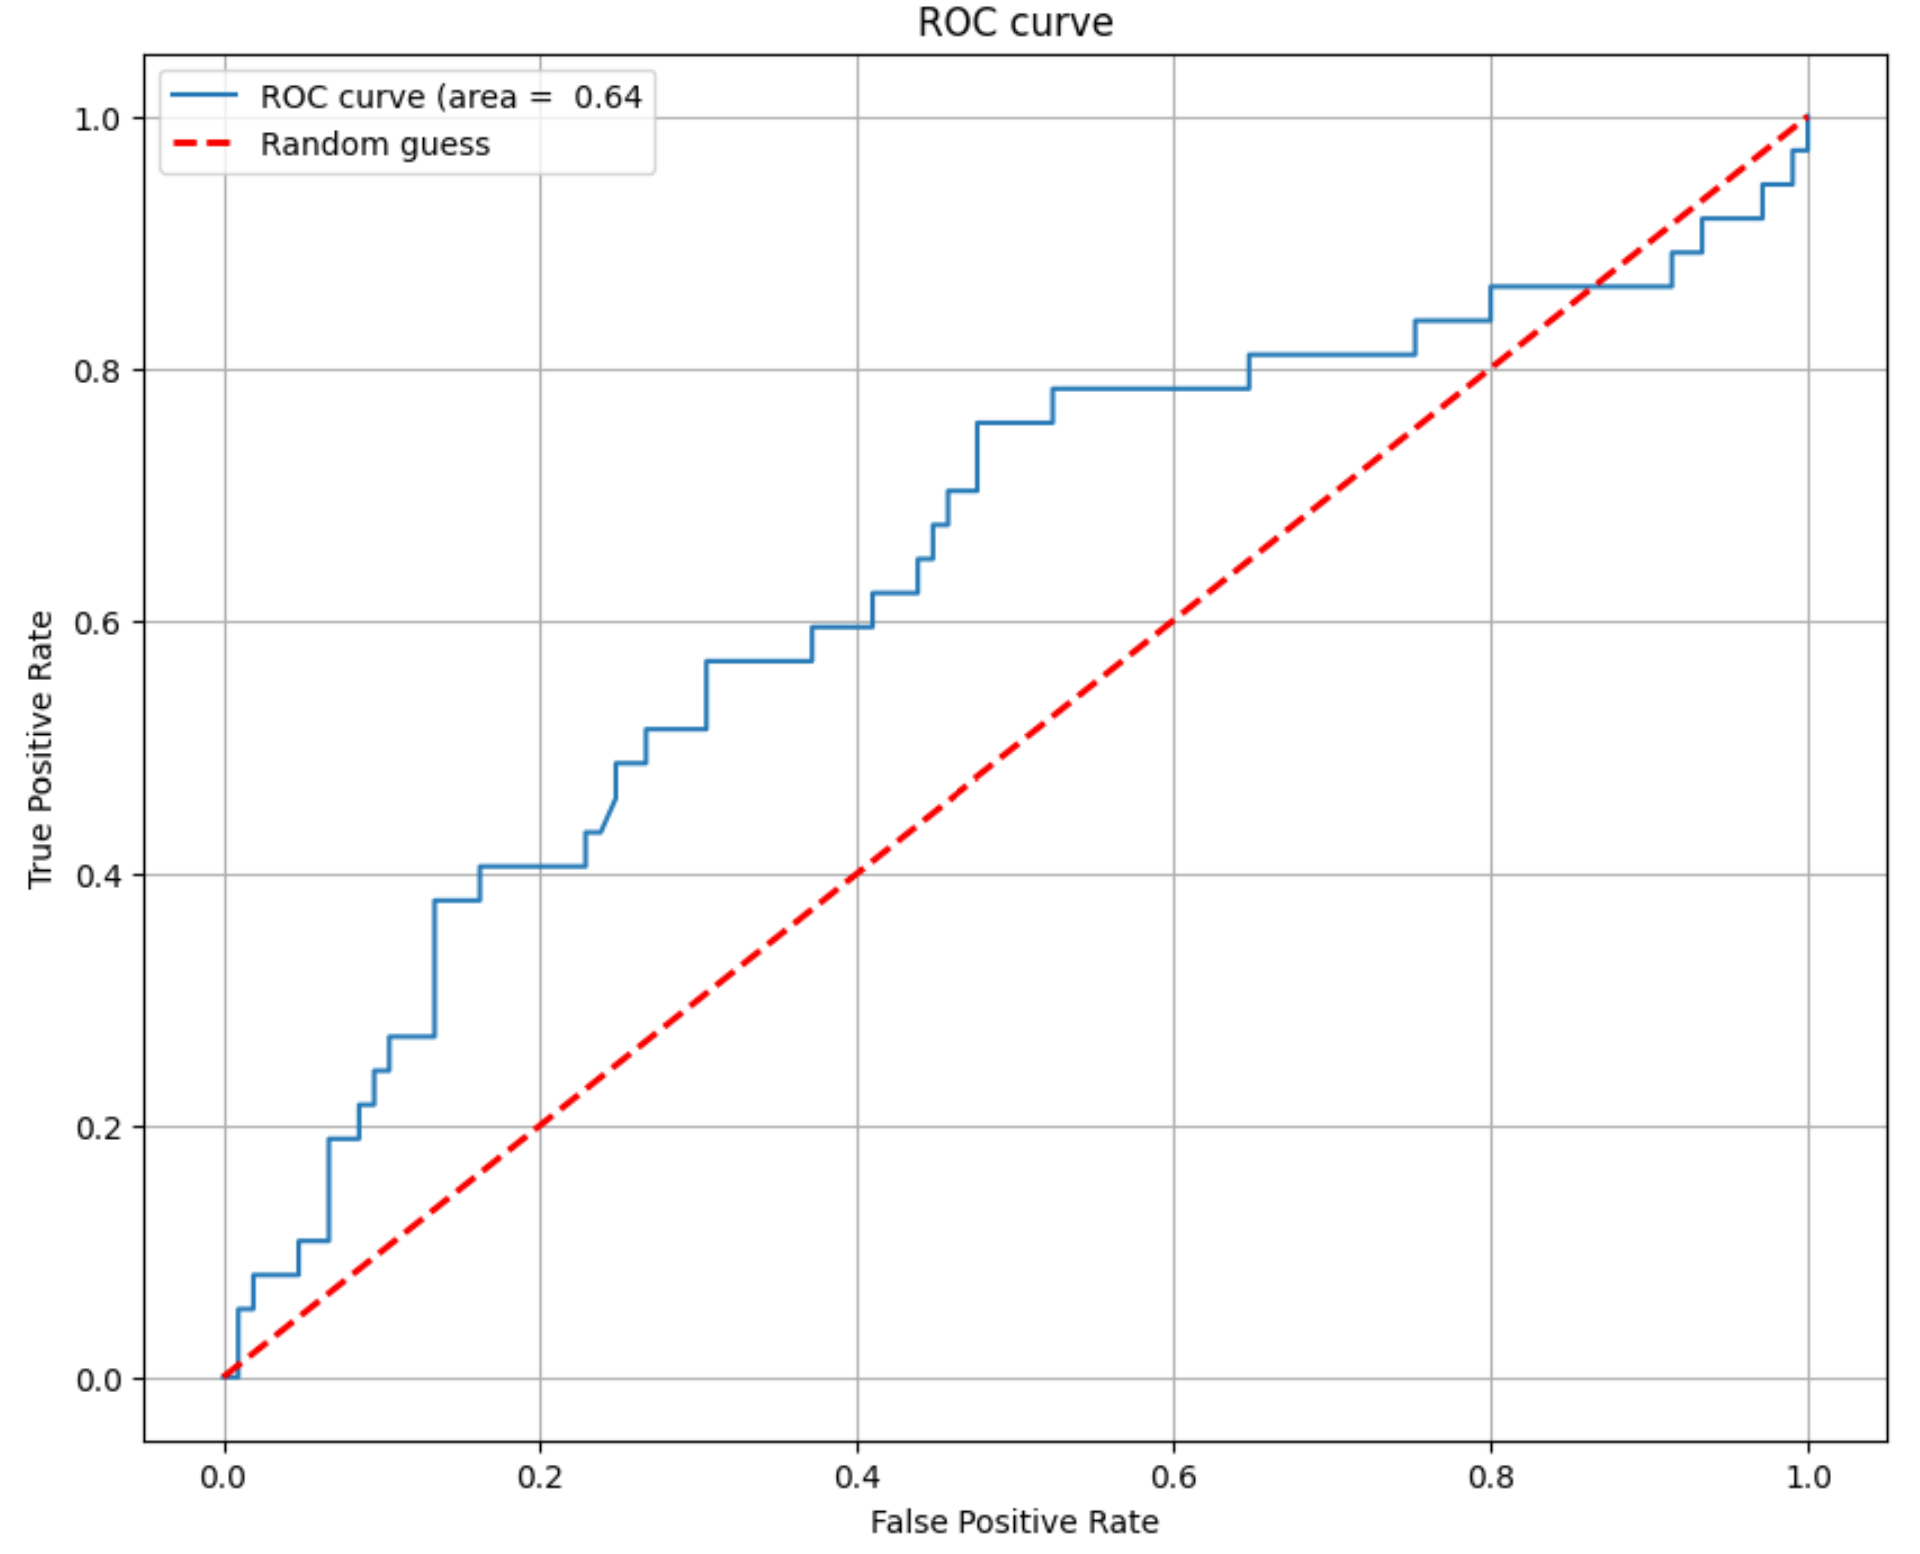 ROC curve
ROC curve (area =  0.64
Random guess
1.0
0.8
0.6
0.4
0.2
0.0
True Positive Rate
0.0 0.2 0.4 0.6 0.8 1.0
False Positive Rate